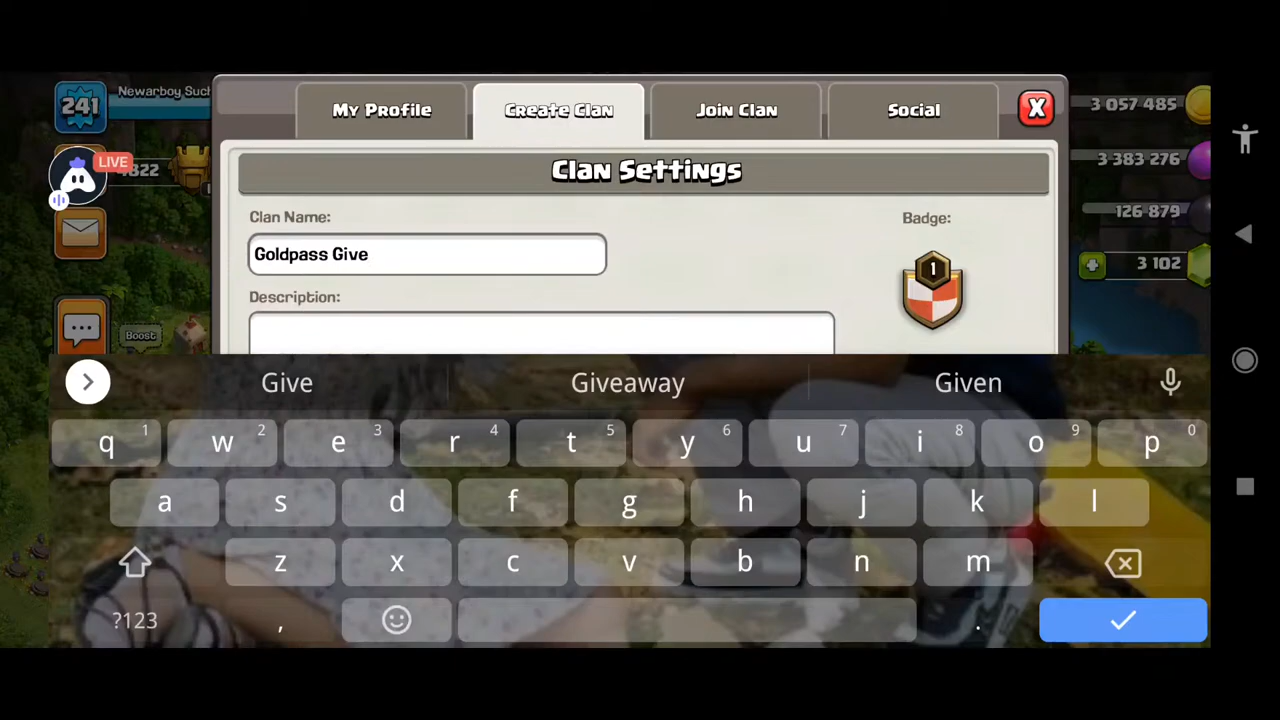 My Profile
Create Clan
Join Clan
Social
X
241
Newarboy Such
3 057 485
LIVE
4822
3 383 276
Clan Settings
126 879
Clan Name:
Badge:
Goldpass Give
1
3 102
Description:
Boost
Give
Giveaway
Given
q 1 w 2 e 3 r 4 t 5 y 6 u 7 i 8 o 9 p 0
a s d f g h j k l
z x c v b n m
?123 , .